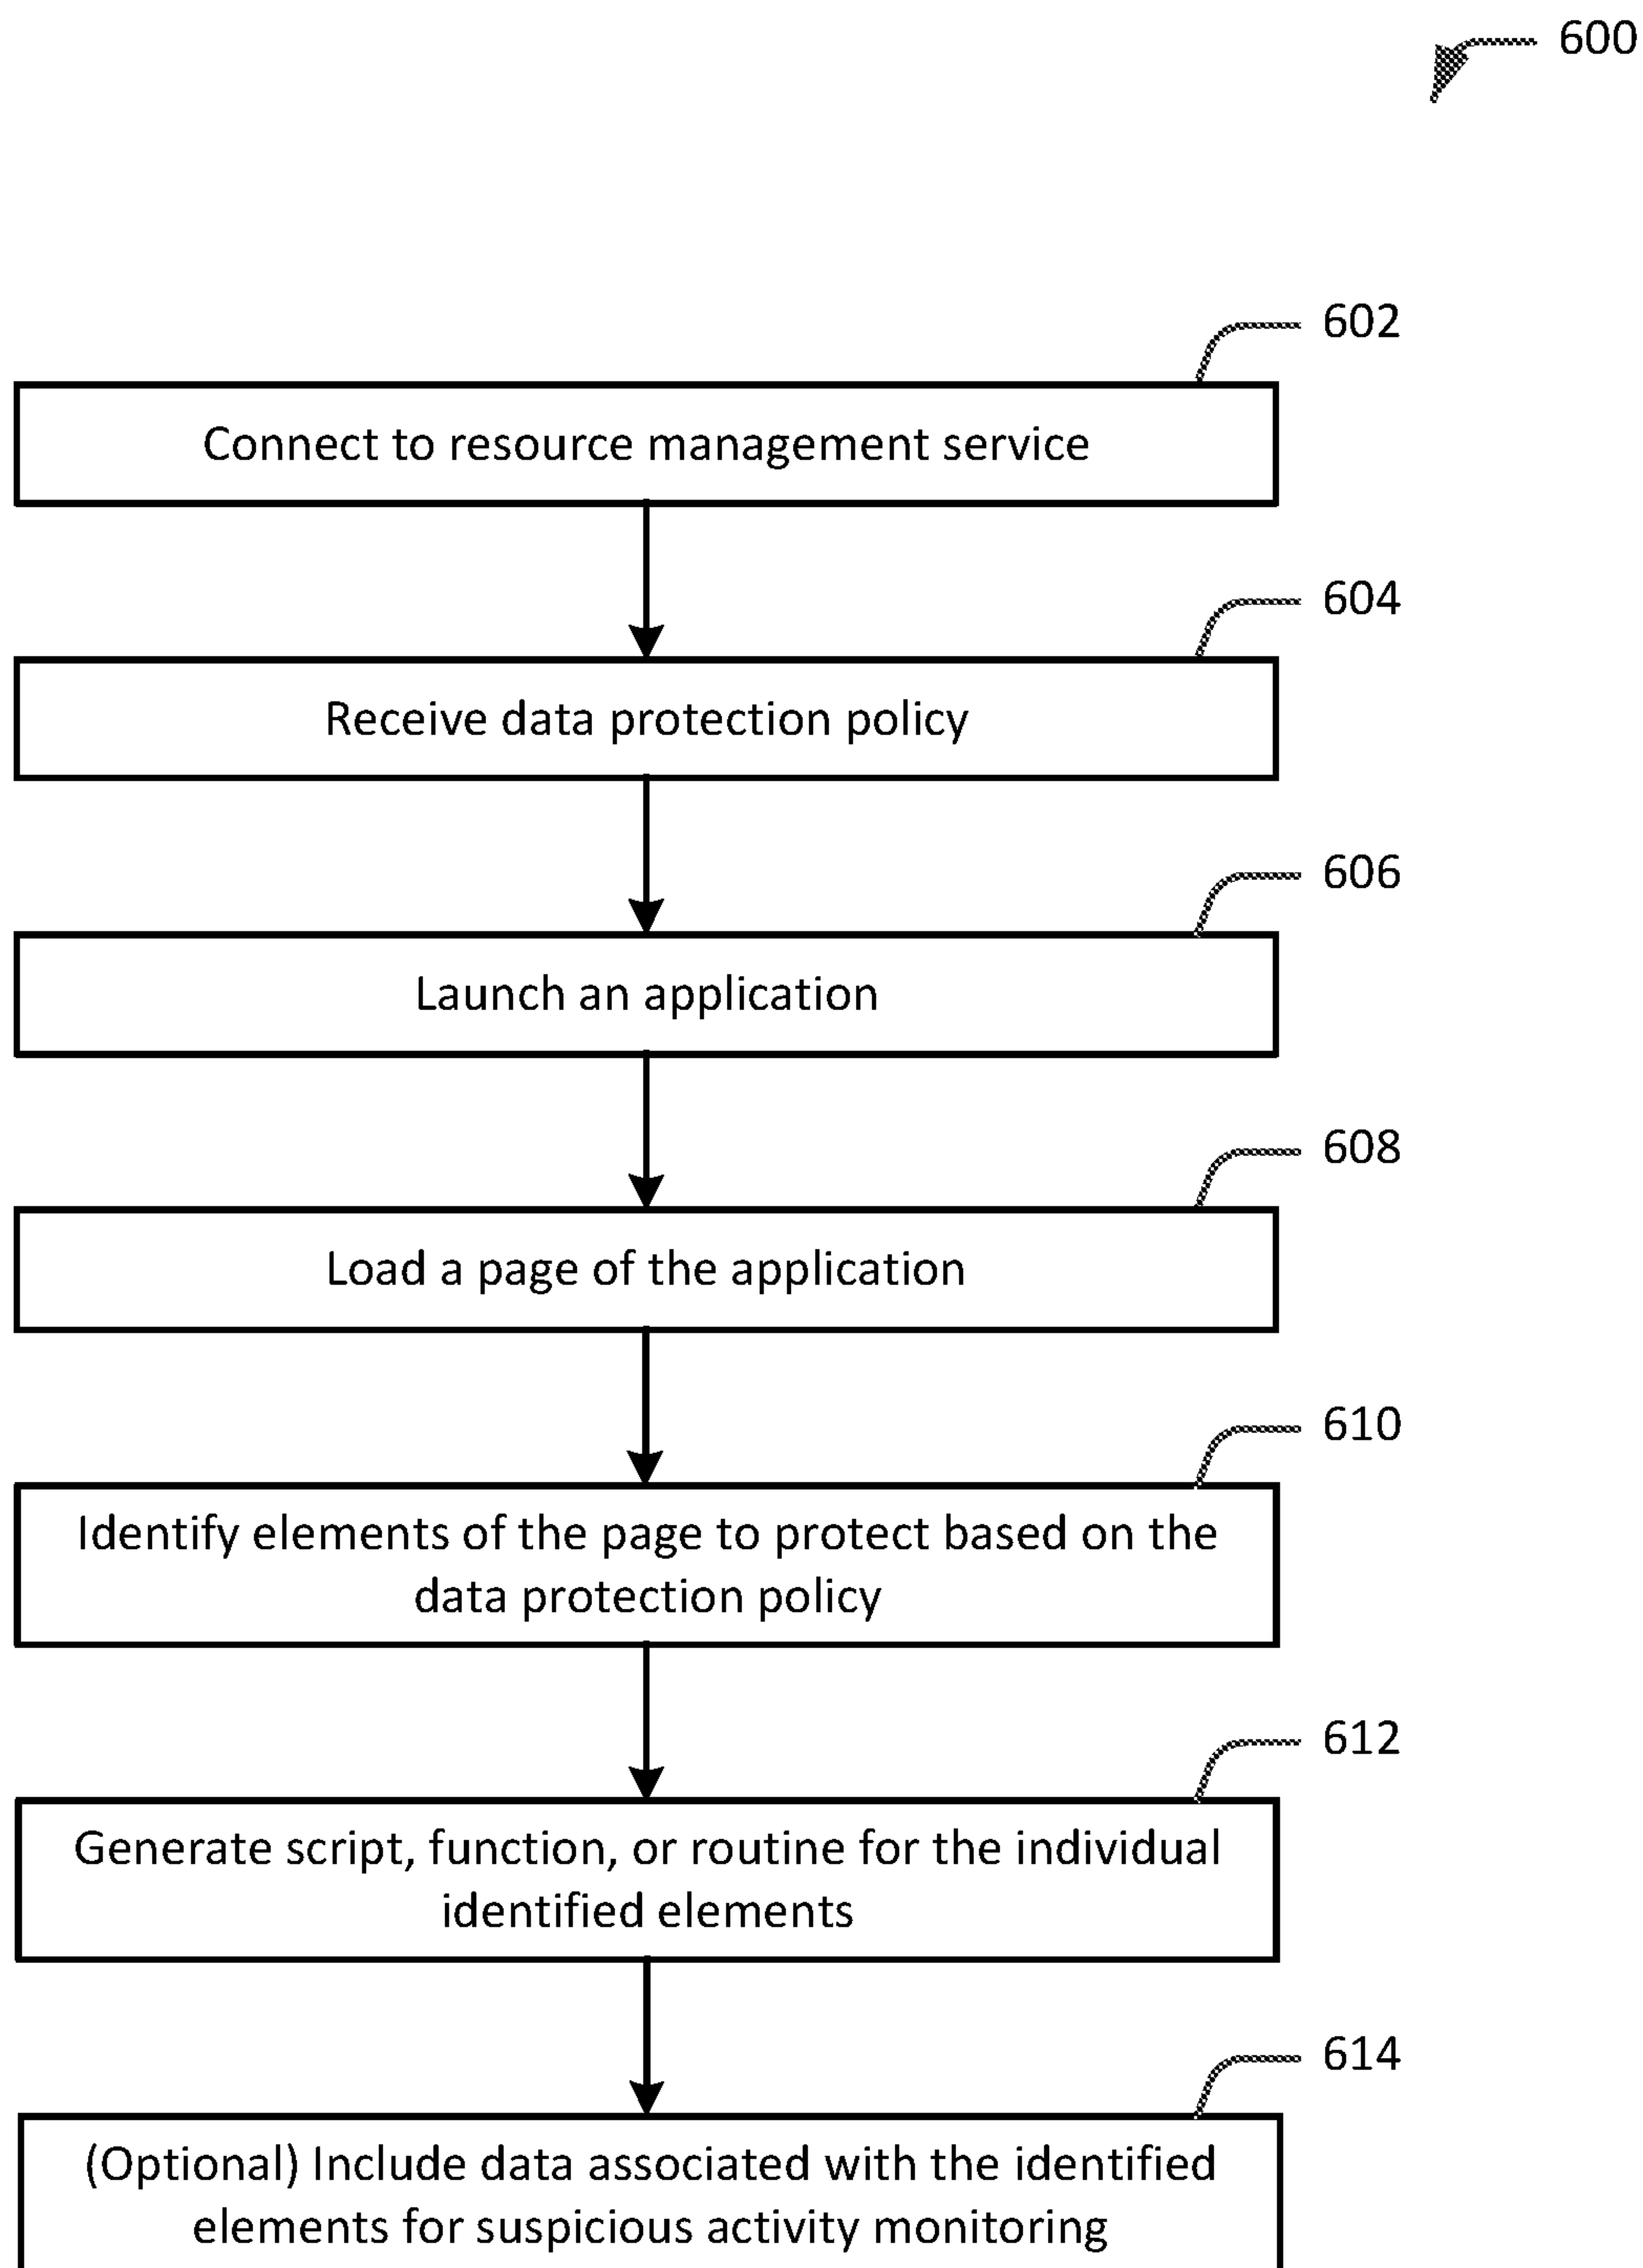 600
602
Connect to resource management service
604
Receive data protection policy
606
Launch an application
608
Load a page of the application
610
Identify elements of the page to protect based on the
data protection policy
612
Generate script, function, or routine for the individual
identified elements
614
(Optional) Include data associated with the identified
elements for suspicious activity monitoring